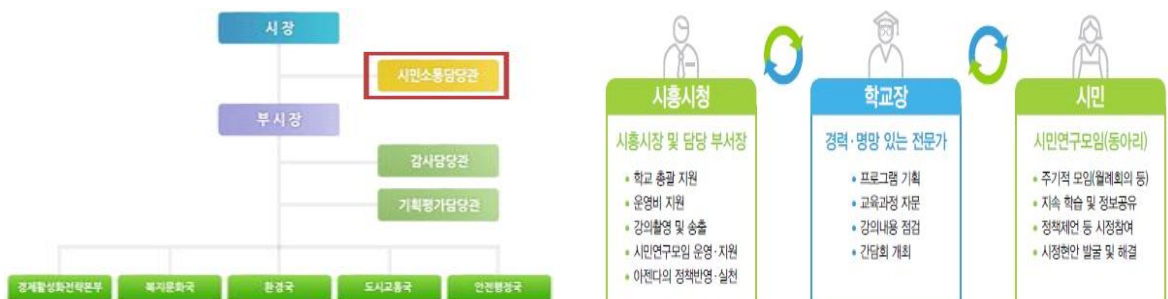 시 장
시민소통담당관
부 시 장
감사담당관
기획평가담당관
경제활성화전략본부
복지문화국
환경국
도시교통국
안전행정국
시흥시청
시흥시장 및 담당 부서장
• 학교 총괄 지원
• 운영비 지원
• 강의촬영 및 송출
• 시민연구모임 운영·지원
• 아젠다의 정책반영·실천
학교장
경력·명망 있는 전문가
• 프로그램 기획
• 교육과정 자문
• 강의내용 점검
• 간담회 개최
시민
시민연구모임(동아리)
• 주기적 모임(월례회의 등)
• 지속 학습 및 정보공유
• 정책제언 등 시정참여
• 시정현안 발굴 및 해결